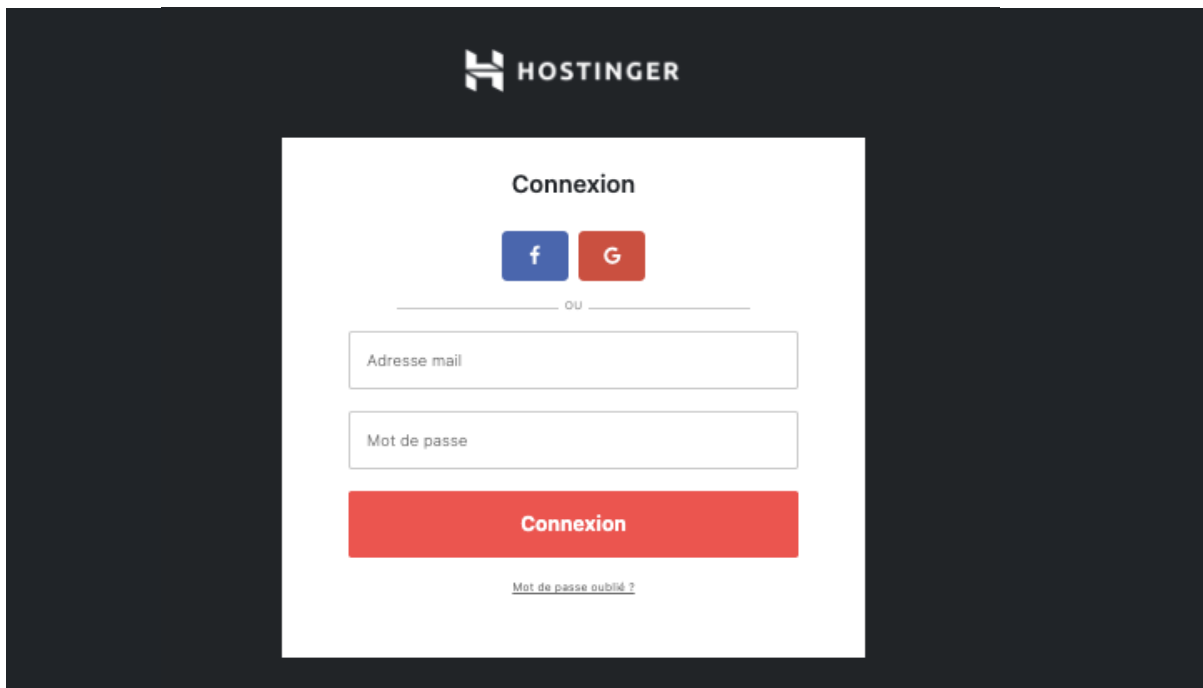 HOSTINGER
Connexion
f G
OU
Adresse mail
Mot de passe
Connexion
Mot de passe oublié ?